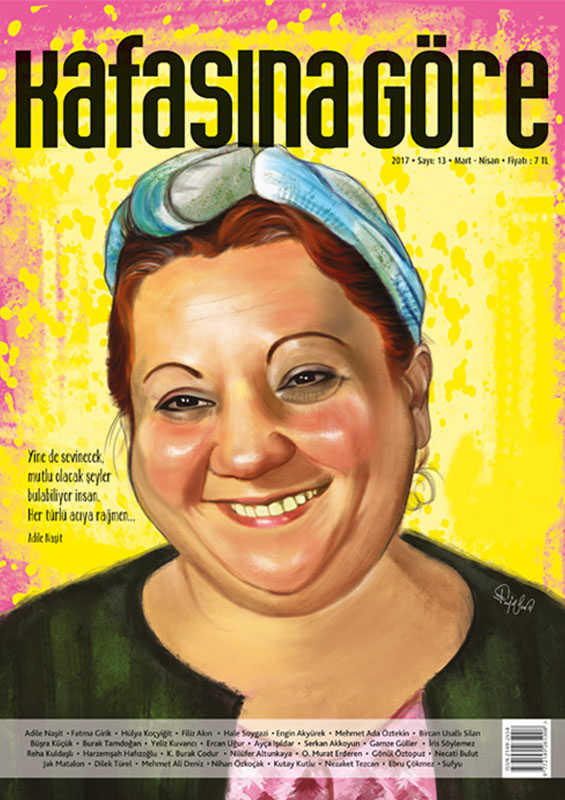 Kafasına Göre
2017 • Sayı: 13 • Mart - Nisan • Fiyatı : 7 TL
Yine de sevinecek,
mutlu olacak şeyler
bulabiliyor insan.
Her türlü acıya rağmen...
Adile Naşit
Adile Naşit • Fatma Girik • Hülya Koçyiğit • Filiz Akın • Hale Soygazi • Engin Akyürek • Mehmet Ada Öztekin • Bircan Usallı Silan
Büşra Küçük • Burak Tamdoğan • Yeliz Kuvancı • Ercan Uğur • Ayça Işıldar • Serkan Akkoyun • Gamze Güller • İris Söylemez
Reha Kuldaşlı • Harzemşah Hafızoğlu • K. Burak Codur • Nilüfer Altunkaya • O. Murat Erderen • Gönül Öztopuz • Necati Bulut
Jak Matalon • Dilek Türel • Mehmet Ali Deniz • Nihan Özkoçak • Kutay Kutlu • Nezaket Tezcan • Ebru Çökmez • Sufyu